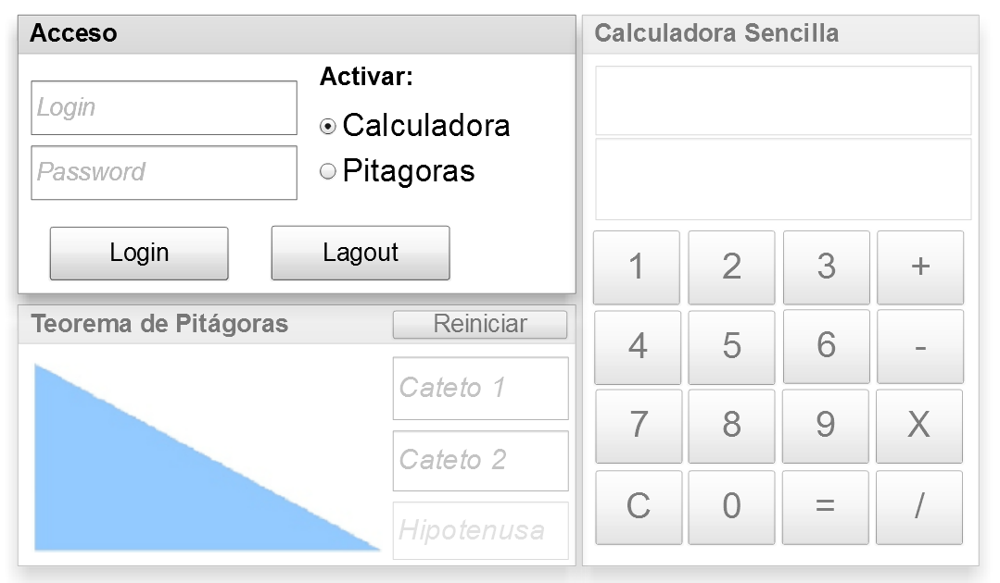 Acceso
Login
Password
Activar:
Calculadora
Pitagoras
Login Lagout
Teorema de Pitágoras Reiniciar
Cateto 1
Cateto 2
Hipotenusa
Calculadora Sencilla
1 2 3 +
4 5 6 -
7 8 9 X
C 0 = /